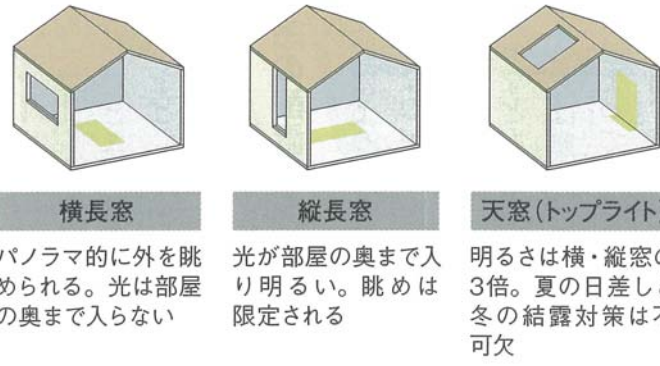 横長窓
パノラマ的に外を眺
められる。光は部屋
の奥まで入らない
縦長窓
光が部屋の奥まで入
り明るい。眺めは
限定される
天窓(トップライト
明るさは横・縦窓の
3倍。夏の日差し
冬の結露対策は不
可欠